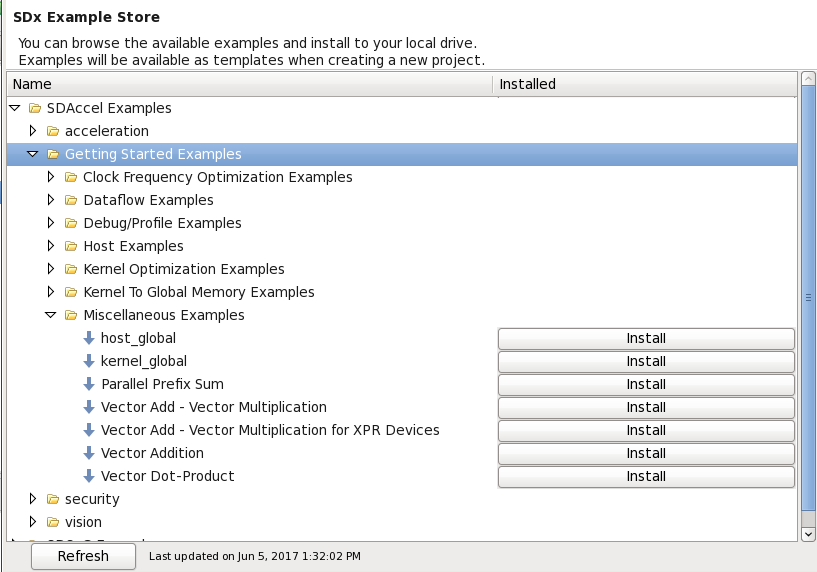 SDx Example Store
You can browse the available examples and install to your local drive.
Examples will be available as templates when creating a new project.
Name Installed
SDAccel Examples
acceleration
Getting Started Examples
Clock Frequency Optimization Examples
Dataflow Examples
Debug/Profile Examples
Host Examples
Kernel Optimization Examples
Kernel To Global Memory Examples
Miscellaneous Examples
host_global Install
kernel_global Install
Parallel Prefix Sum Install
Vector Add - Vector Multiplication Install
Vector Add - Vector Multiplication for XPR Devices Install
Vector Addition Install
Vector Dot-Product Install
security
vision
Refresh Last updated on Jun 5, 2017 1:32:02 PM